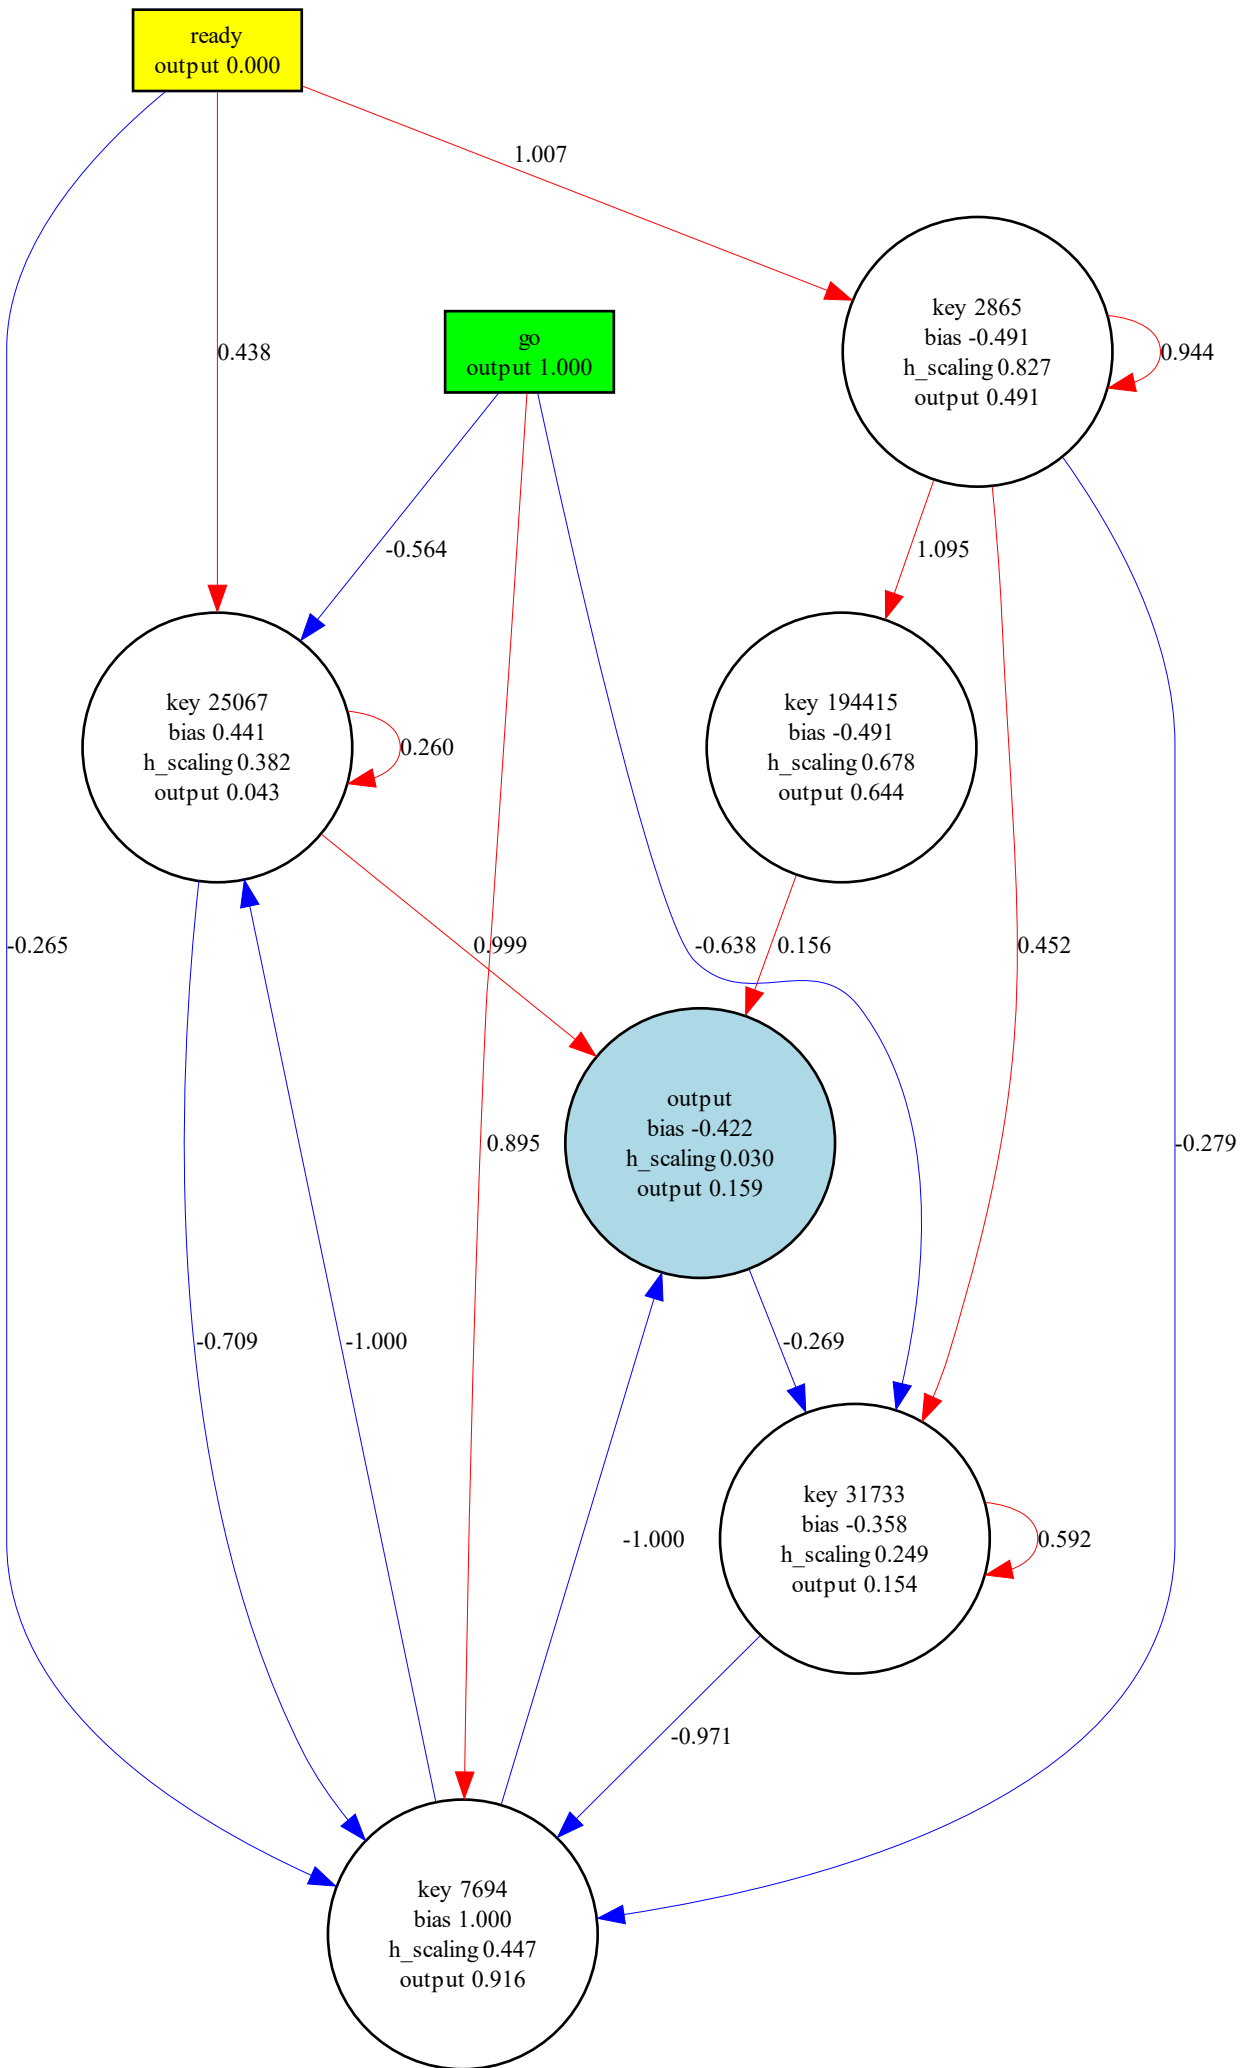 ready
output 0.000
1.007
key 2865
bias -0.491
h_scaling 0.827
output 0.491
0.944
go
output 1.000
0.438
-0.564
1.095
key 25067
bias 0.441
h_scaling 0.382
output 0.043
0.260
key 194415
bias -0.491
h_scaling 0.678
output 0.644
-0.265
0.999
-0.638
0.156
0.452
output
bias -0.422
h_scaling 0.030
output 0.159
0.895
-0.279
-0.709
-1.000
-0.269
key 31733
bias -0.358
h_scaling 0.249
output 0.154
-1.000
0.592
-0.971
key 7694
bias 1.000
h_scaling 0.447
output 0.916